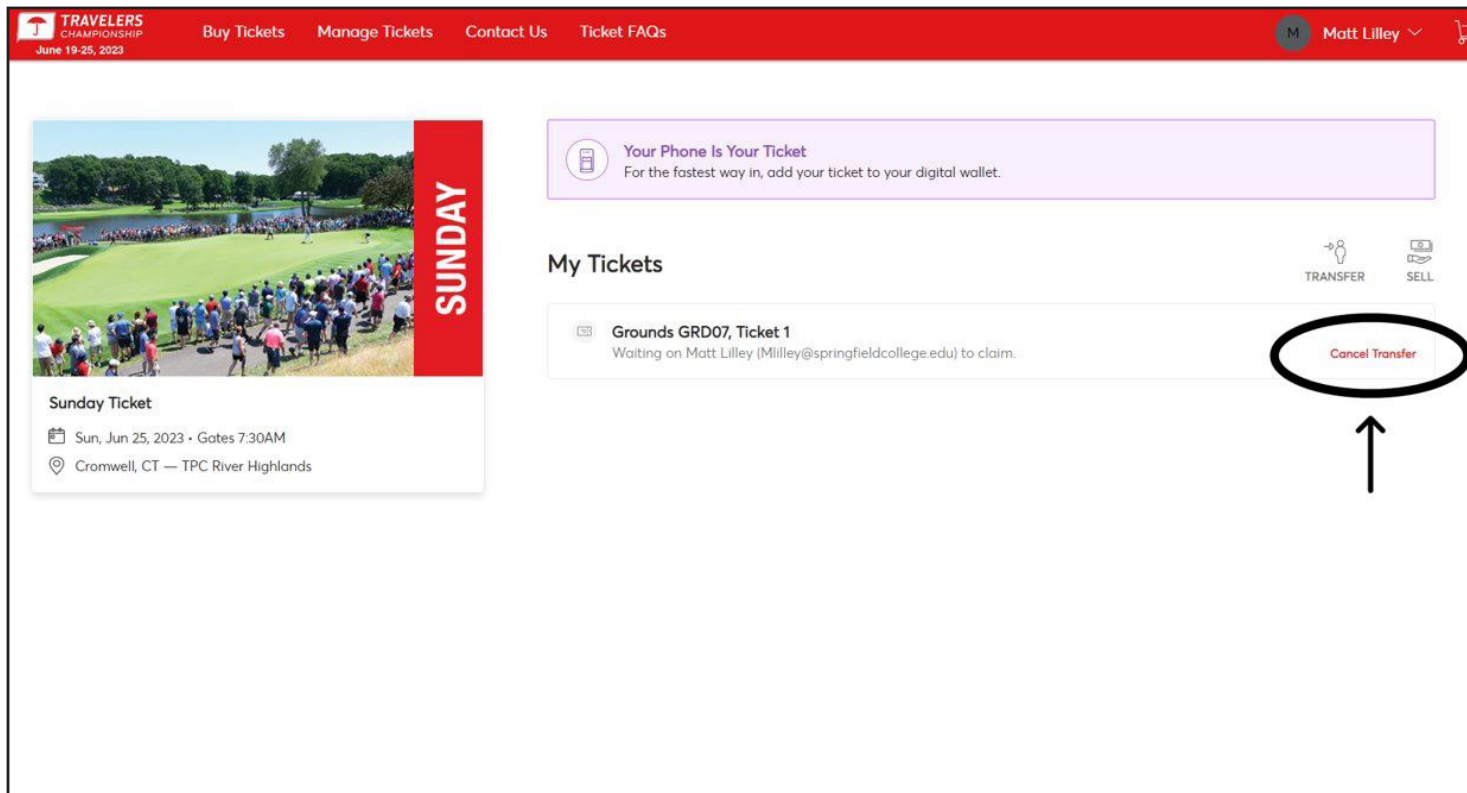 TRAVELERS
CHAMPIONSHIP
June 19-25, 2023
Buy Tickets
Manage Tickets
Contact Us
Ticket FAQs
M
Matt Lilley
SUNDAY
Sunday Ticket
Sun, Jun 25, 2023 • Gates 7:30AM
Cromwell, CT — TPC River Highlands
Your Phone Is Your Ticket
For the fastest way in, add your ticket to your digital wallet.
My Tickets
TRANSFER
SELL
Grounds GRD07, Ticket 1
Waiting on Matt Lilley (Mlilley@springfieldcollege.edu) to claim.
Cancel Transfer